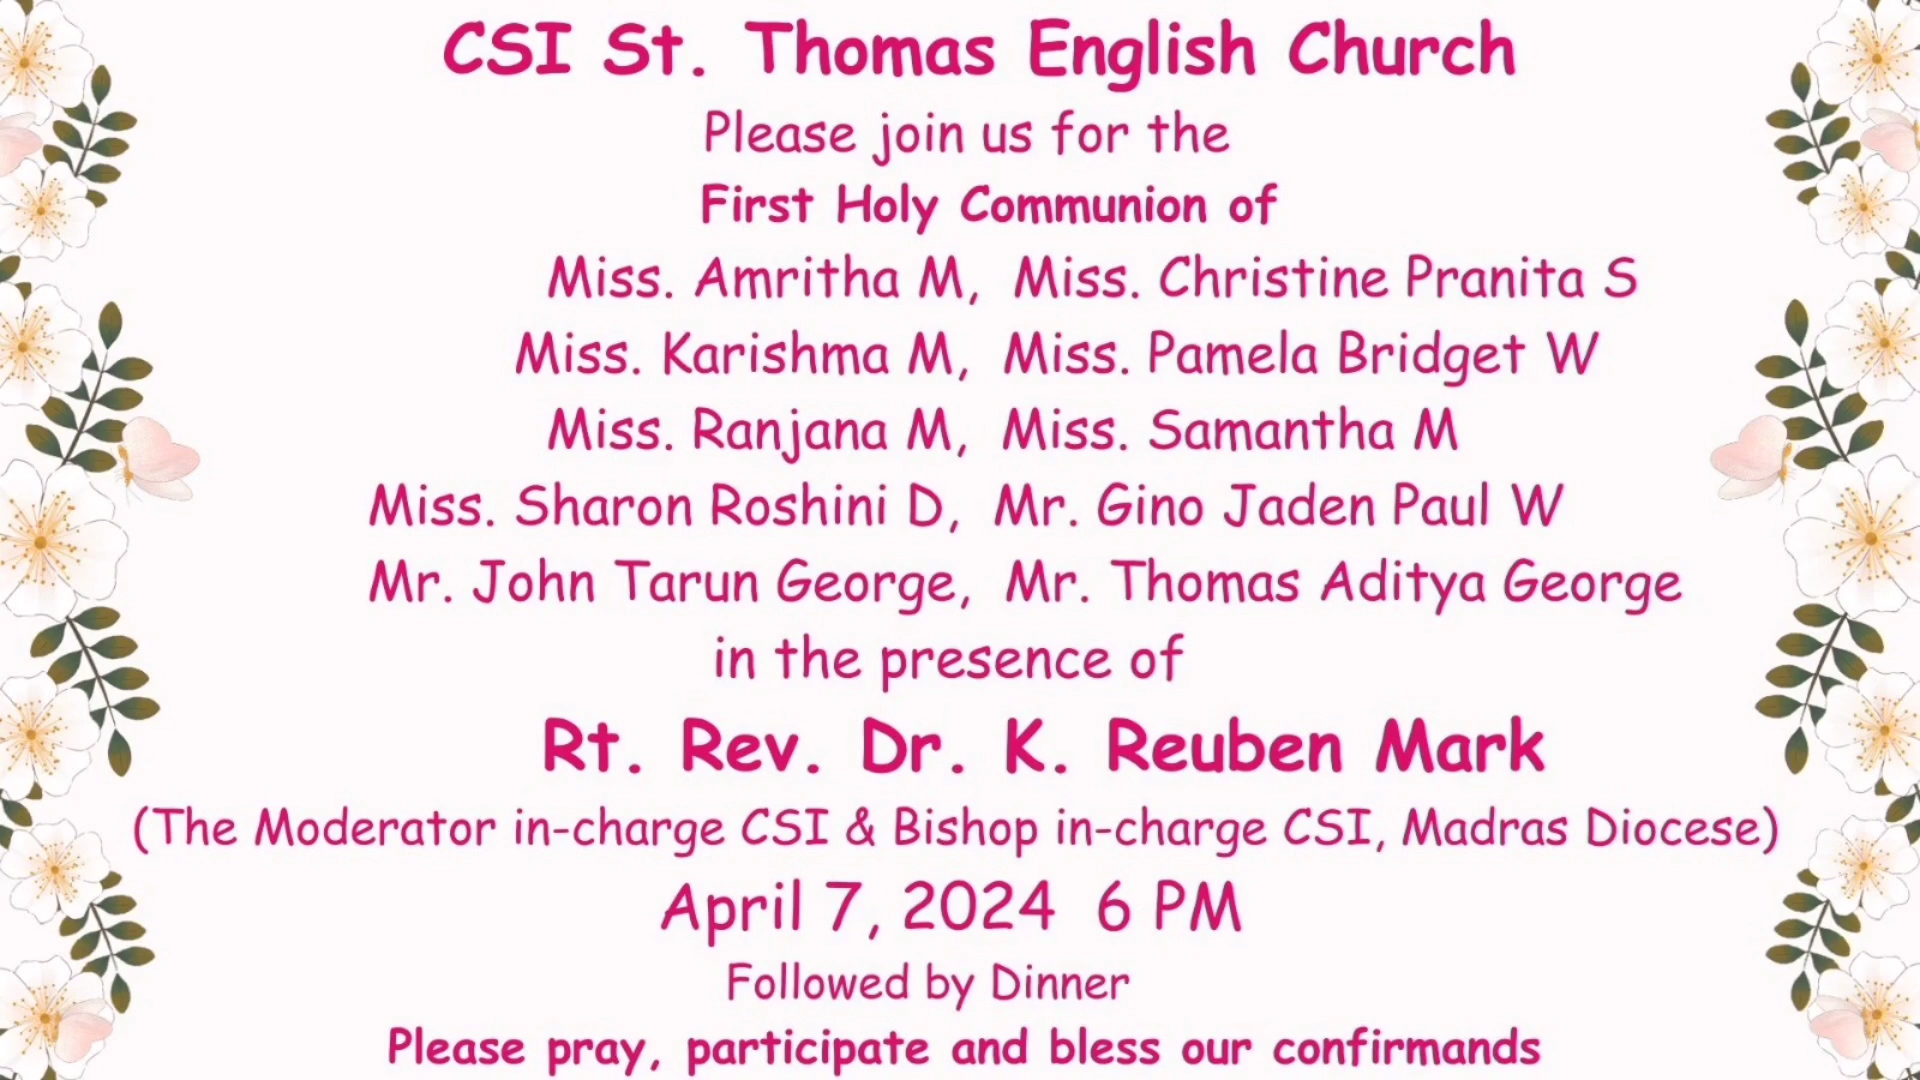 CSI St. Thomas English Church
Please join us for the
First Holy Communion of
Miss. Amritha M, Miss. Christine Pranita S
Miss. Karishma M, Miss. Pamela Bridget W
Miss. Ranjana M, Miss. Samantha M
Miss. Sharon Roshini D, Mr. Gino Jaden Paul W
Mr. John Tarun George, Mr. Thomas Aditya George
in the presence of
Rt. Rev. Dr. K. Reuben Mark
(The Moderator in-charge CSI & Bishop in-charge CSI, Madras Diocese)
April 7, 2024 6 PM
Followed by Dinner
Please pray, participate and bless our confirmands